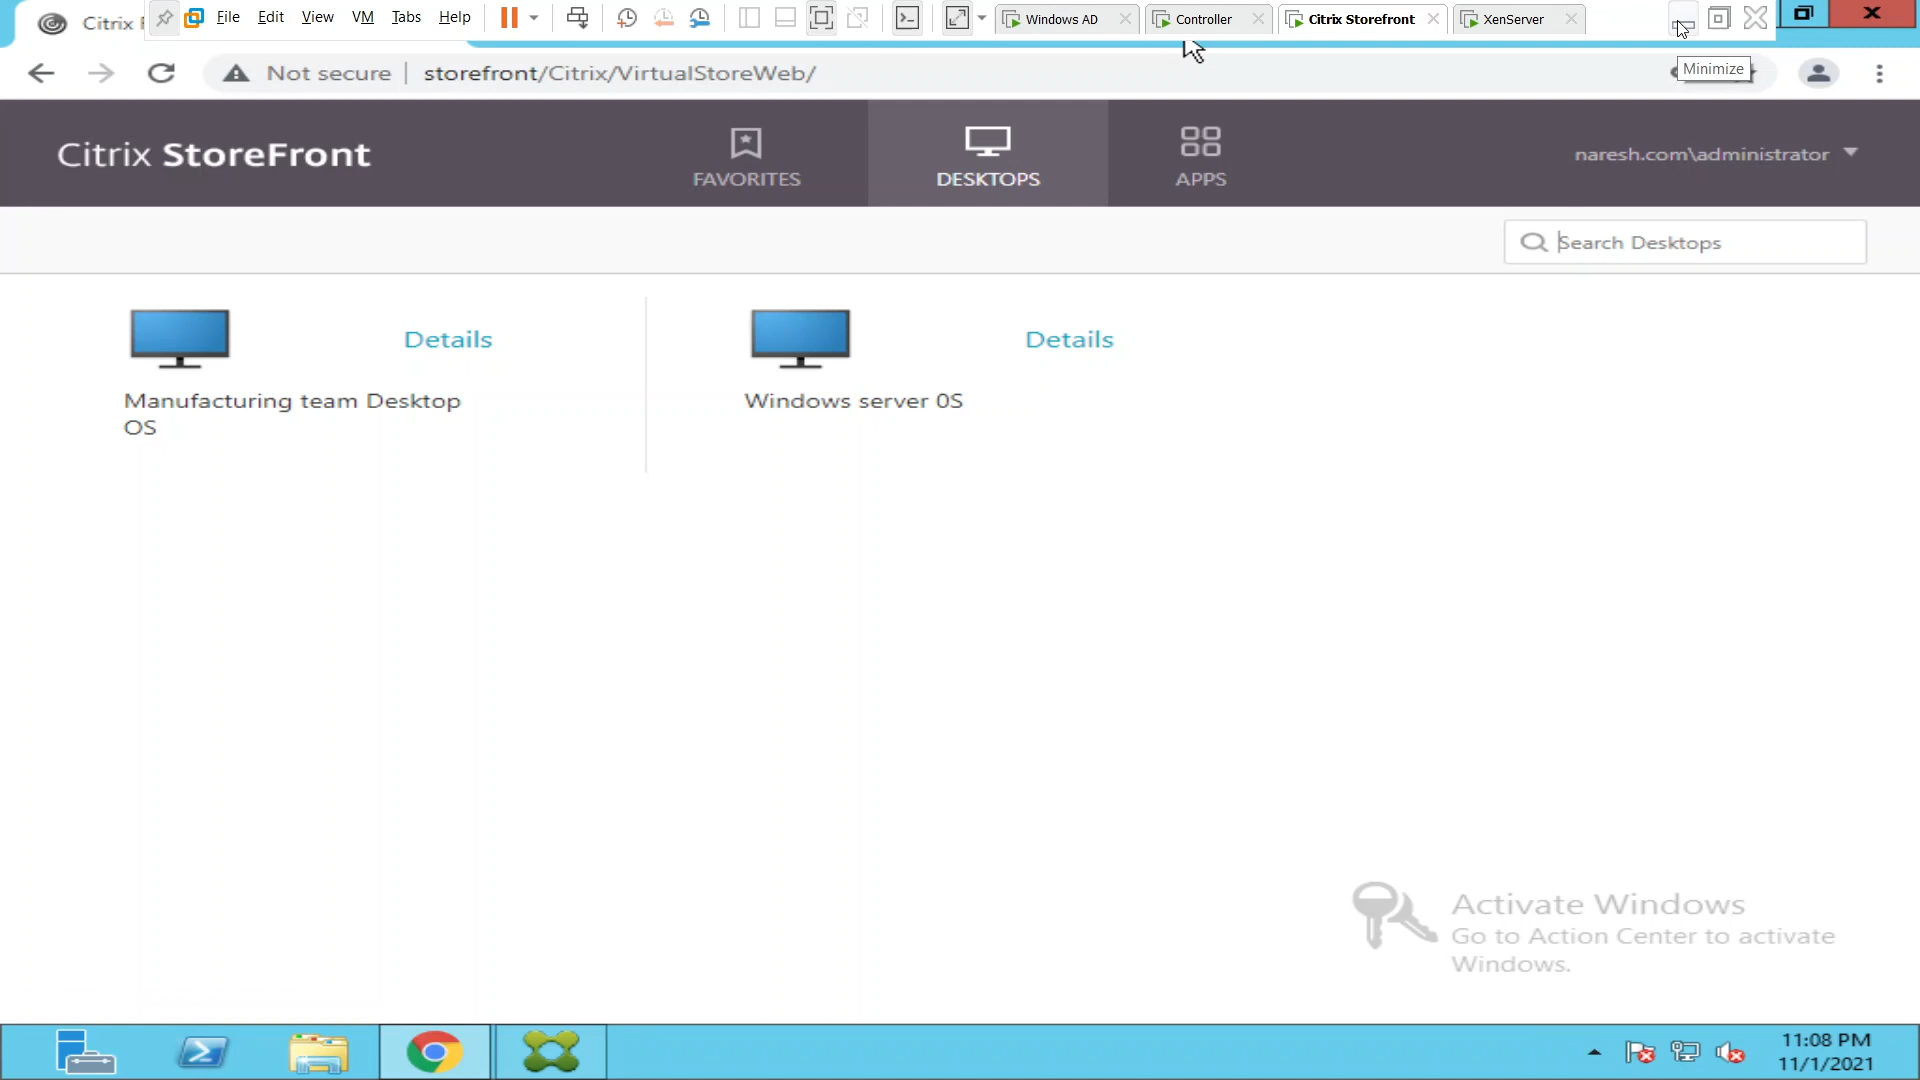 Citrix
File Edit View VM Tabs Help
Windows AD
Controller
Citrix Storefront
XenServer
Not secure | storefront/Citrix/VirtualStoreWeb/
Minimize
Citrix StoreFront
FAVORITES
DESKTOPS
APPS
naresh.com\administrator
Search Desktops
Details
Manufacturing team Desktop
OS
Details
Windows server 0S
Activate Windows
Go to Action Center to activate
Windows.
11:08 PM
11/1/2021